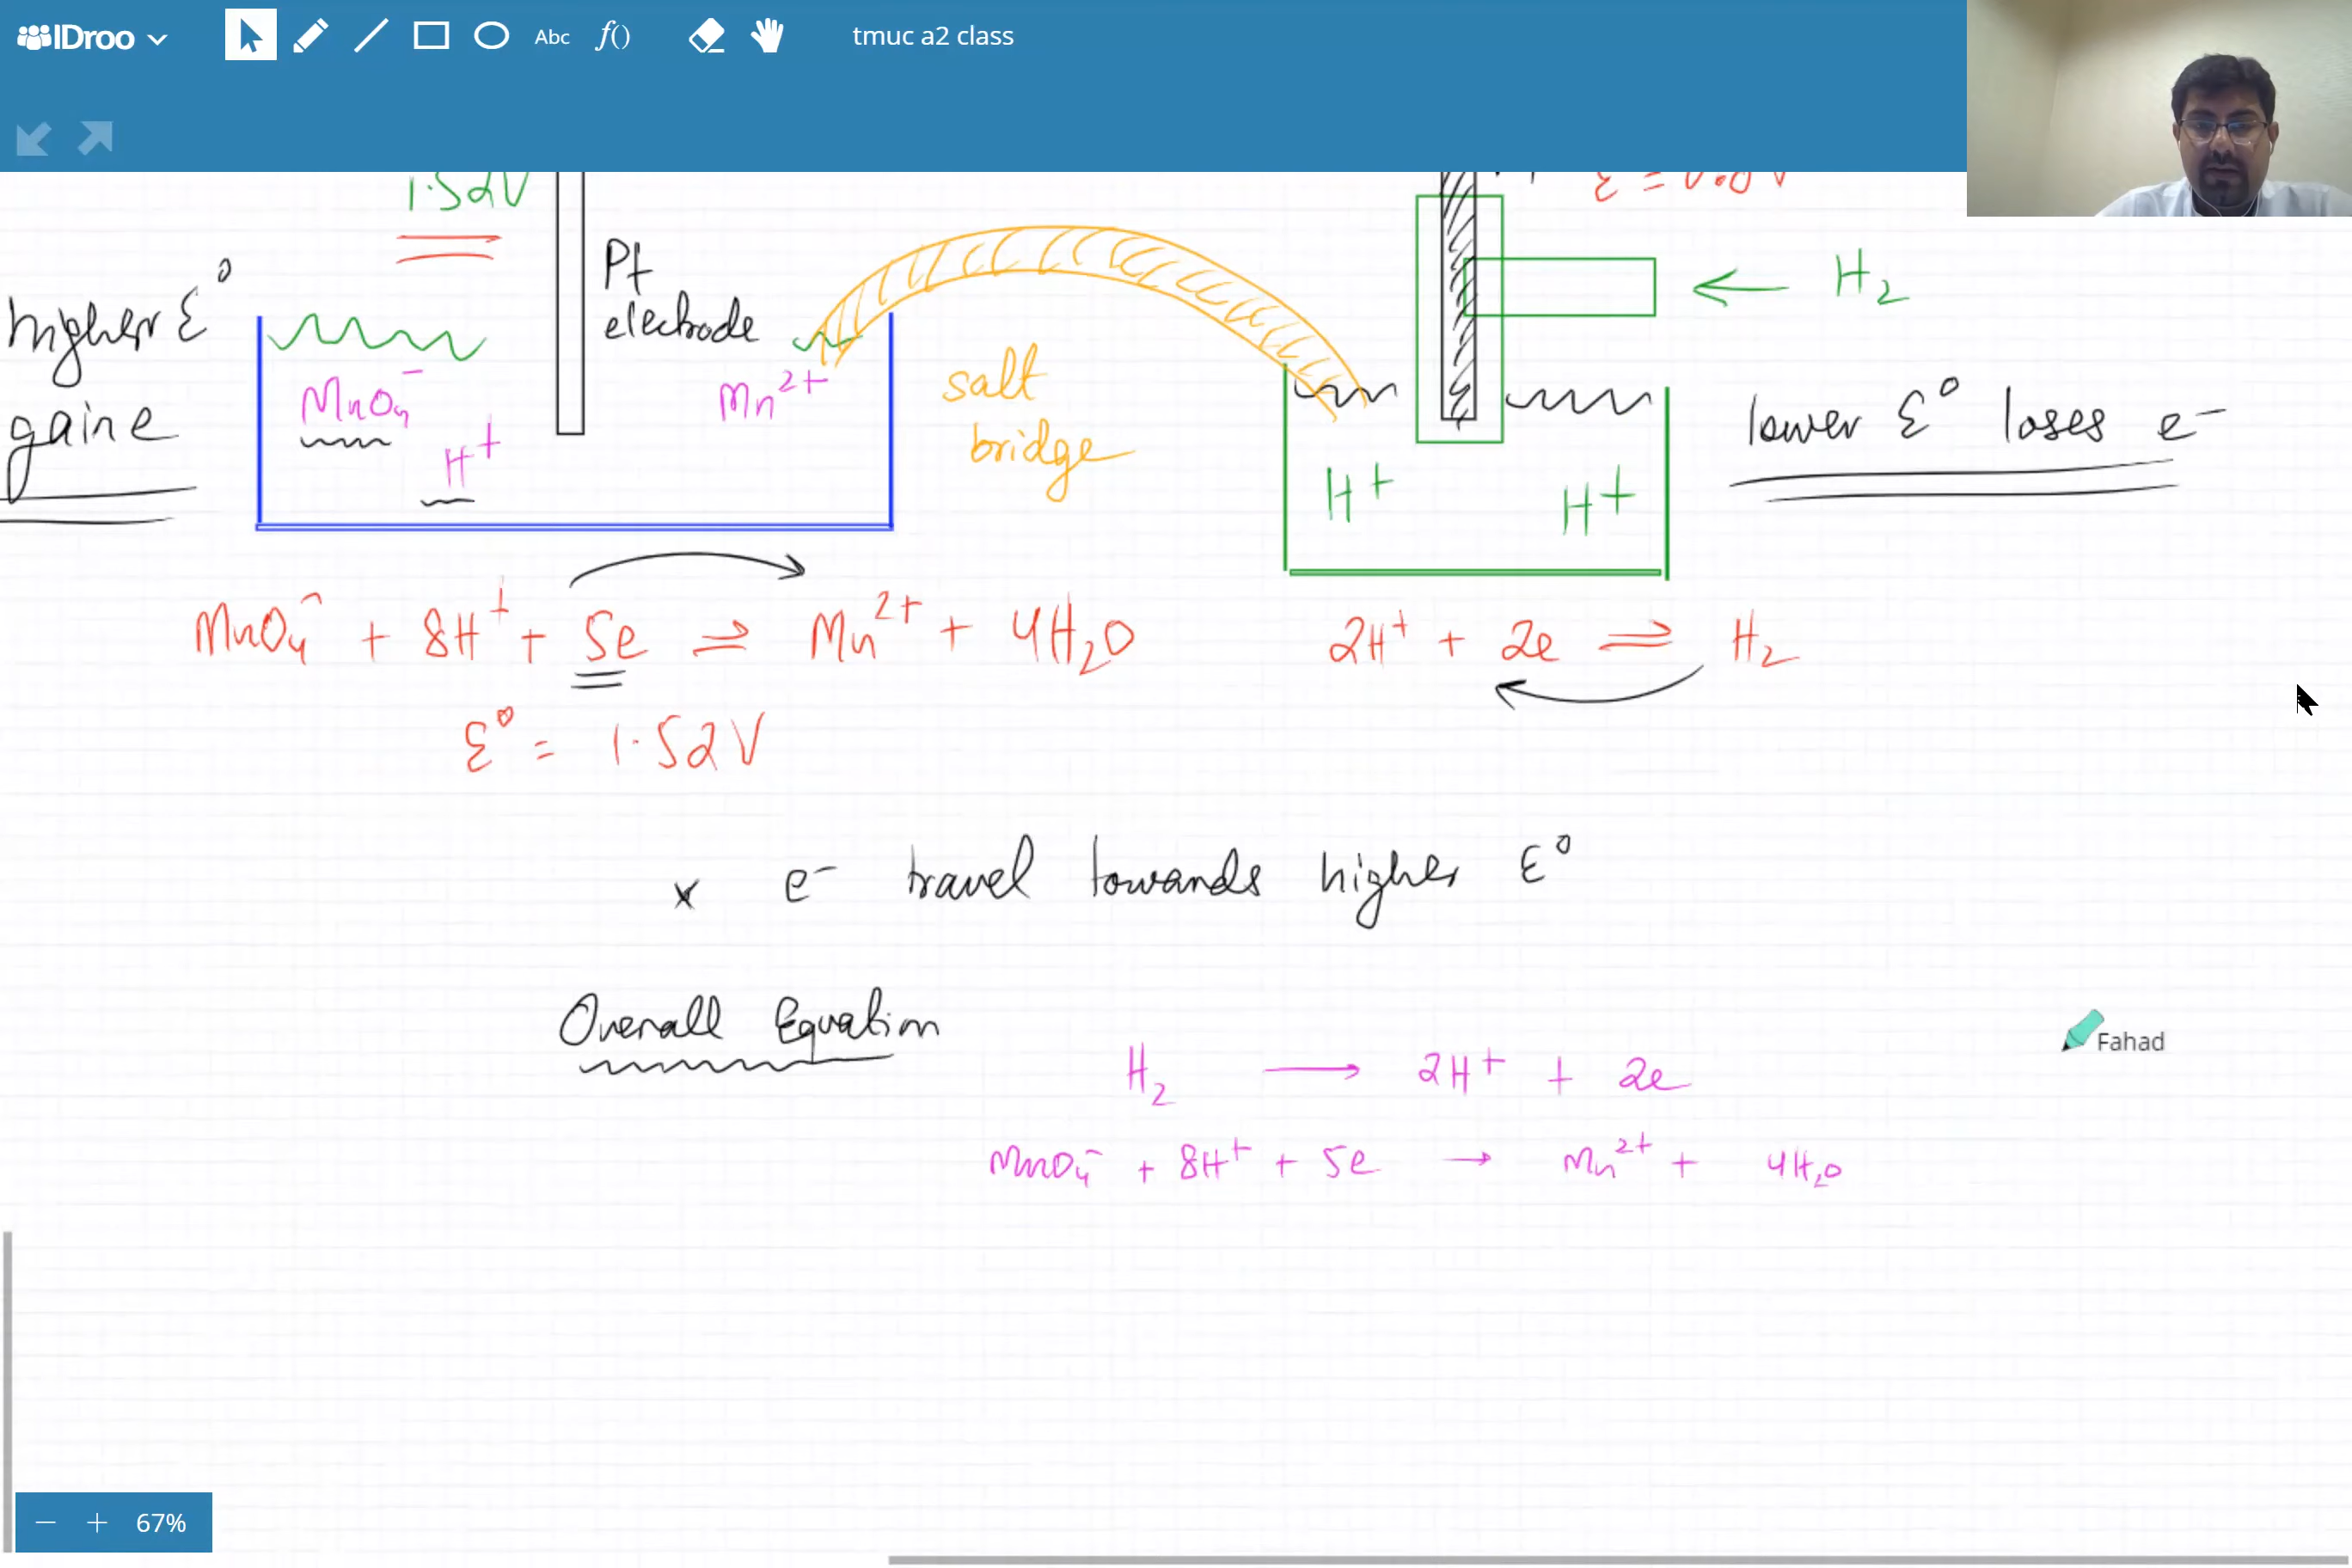 IDroo
Abc f() tmuc a2 class
1.52V
Pt
electrode
H2
higher ε°
gaine
MnO4⁻
H⁺
Mn²⁺
salt
bridge
H⁺ H⁺
lower ε° loses e⁻
MnO4⁻ + 8H⁺ + 5e ⇌ Mn²⁺ + 4H2O
2H⁺ + 2e ⇌ H2
ε° = 1.52V
x e⁻ travel towards higher ε°
Overall Equation
Fahad
H2 → 2H⁺ + 2e
MnO4⁻ + 8H⁺ + 5e → Mn²⁺ + 4H2O
− + 67%